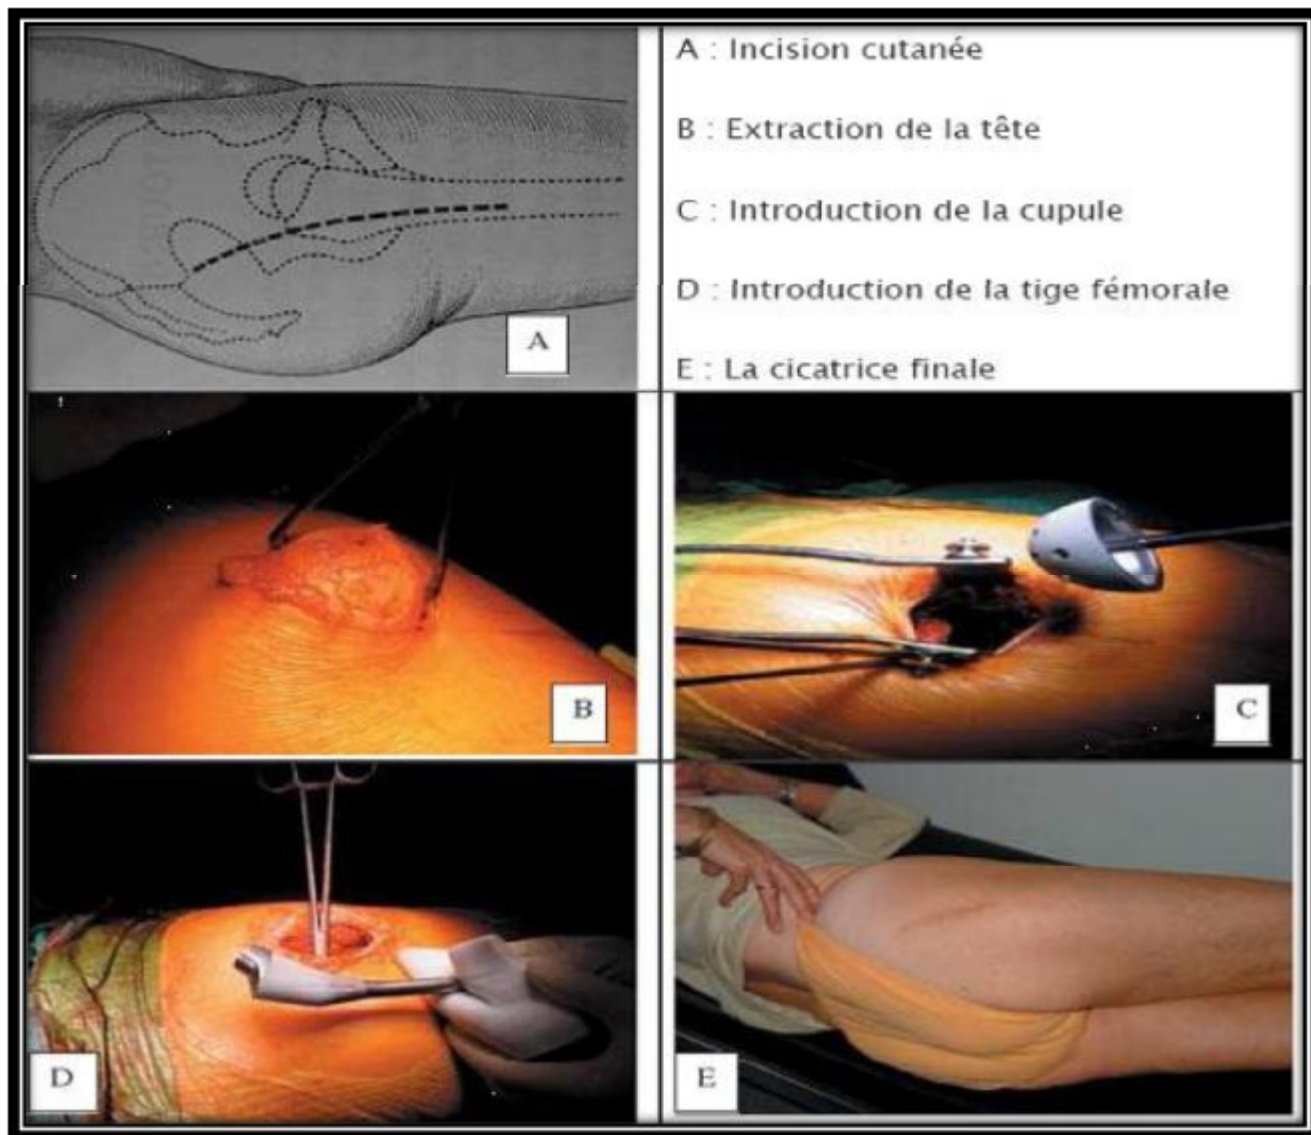 A : Incision cutanée
B : Extraction de la tête
C : Introduction de la cupule
D : Introduction de la tige fémorale
E : La cicatrice finale
A
B
C
D
E